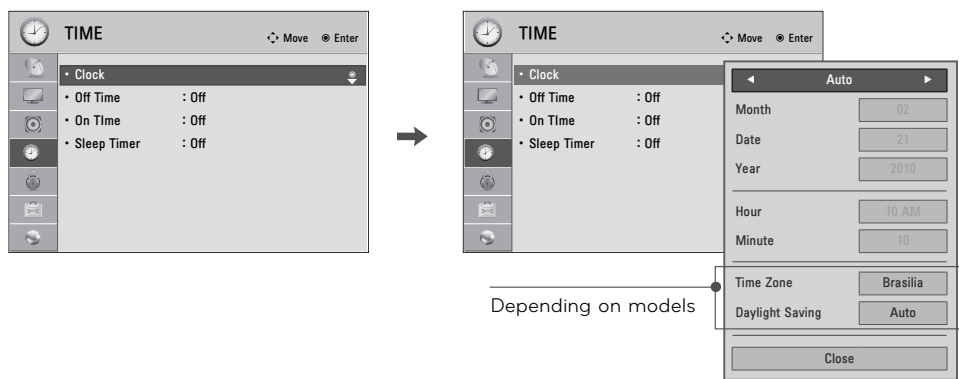 TIME
Move Enter
• Clock
• Off Time : Off
• On TIme : Off
• Sleep Timer : Off
TIME
Move Enter
• Clock
• Off Time : Off
• On TIme : Off
• Sleep Timer : Off
◄ Auto ►
Month 02
Date 21
Year 2010
Hour 10 AM
Minute 10
Time Zone Brasilia
Daylight Saving Auto
Close
Depending on models